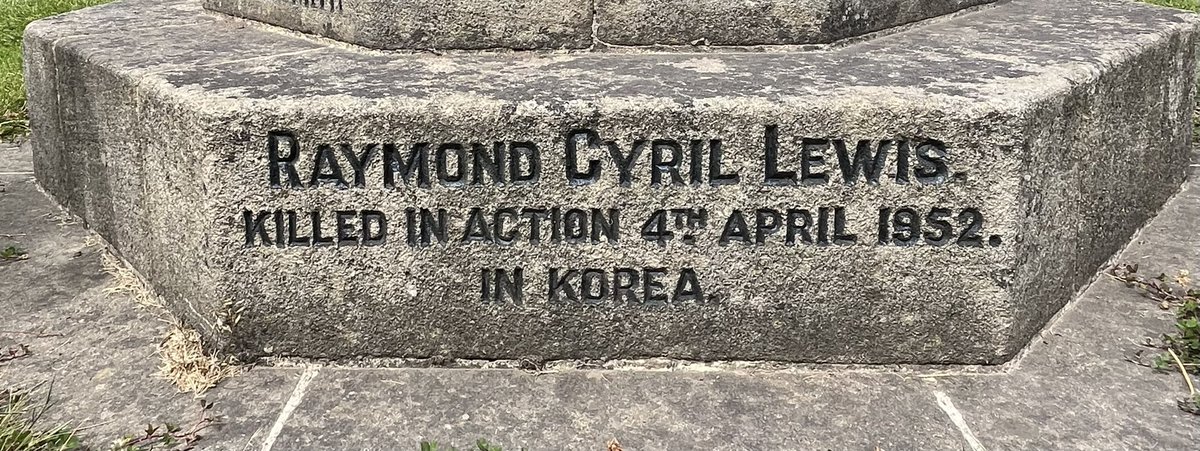 RAYMOND CYRIL LEWIS.
KILLED IN ACTION 4TH APRIL 1952.
IN KOREA.